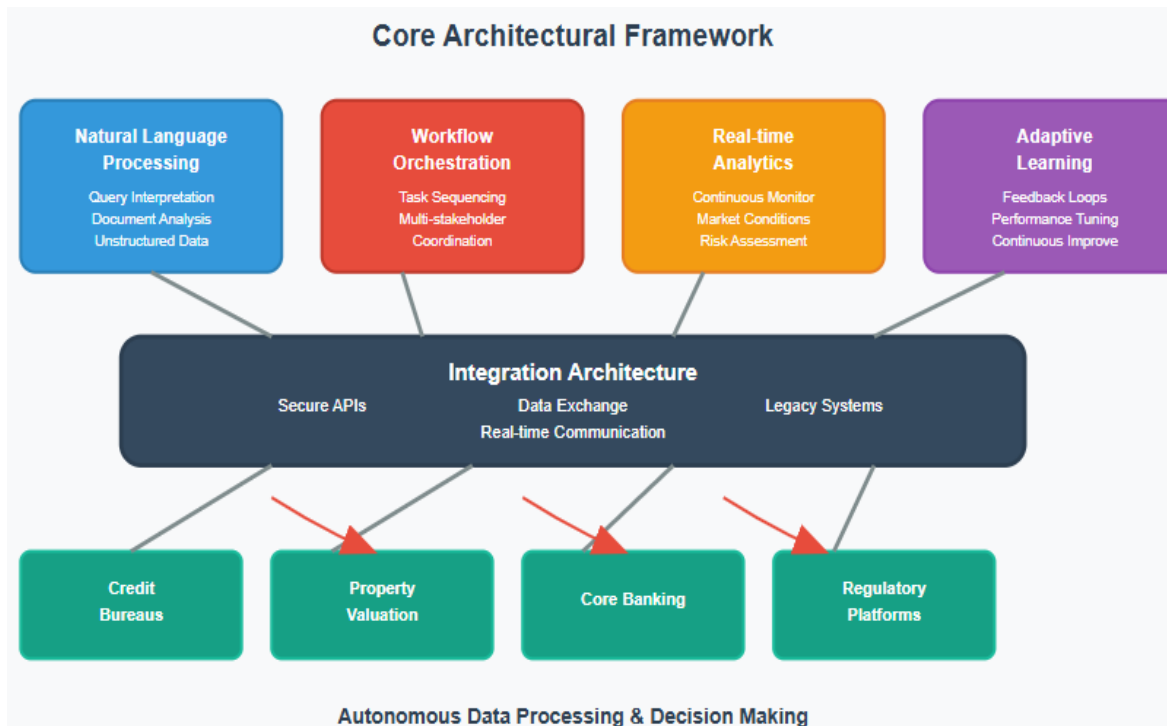 Core Architectural Framework
Natural Language
Processing
Query Interpretation
Document Analysis
Unstructured Data
Workflow
Orchestration
Task Sequencing
Multi-stakeholder
Coordination
Real-time
Analytics
Continuous Monitor
Market Conditions
Risk Assessment
Adaptive
Learning
Feedback Loops
Performance Tuning
Continuous Improve
Integration Architecture
Secure APIs
Data Exchange
Legacy Systems
Real-time Communication
Credit
Bureaus
Property
Valuation
Core Banking
Regulatory
Platforms
Autonomous Data Processing & Decision Making